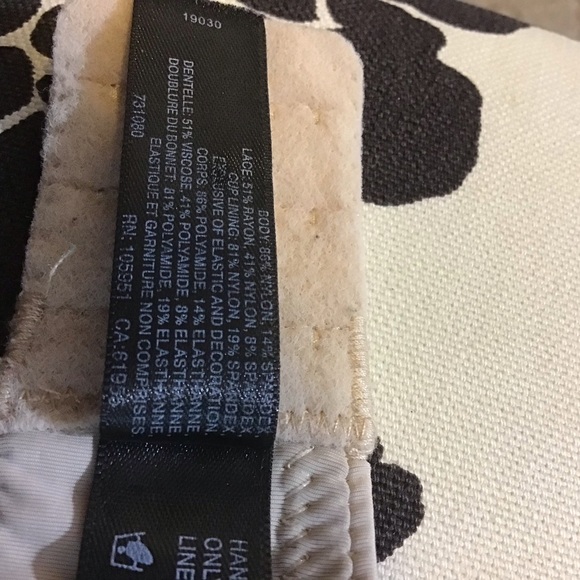 19030
BODY: 86% NYLON, 14% SPANDEX
LACE: 51% RAYON, 41% NYLON, 8% SPANDEX
CUP LINING: 81% NYLON, 19% SPANDEX
EXCLUSIVE OF ELASTIC AND DECORATION
CORPS: 86% POLYAMIDE, 14% ELASTHANNE,
DENTELLE: 51% VISCOSE, 41% POLYAMIDE, 8% ELASTHANNE,
DOUBLURE DU BONNET: 81% POLYAMIDE, 19% ELASTHANNE,
ELASTIQUE ET GARNITURE NON COMPRISES
731080
RN: 105951
HAN
ONL
LINE